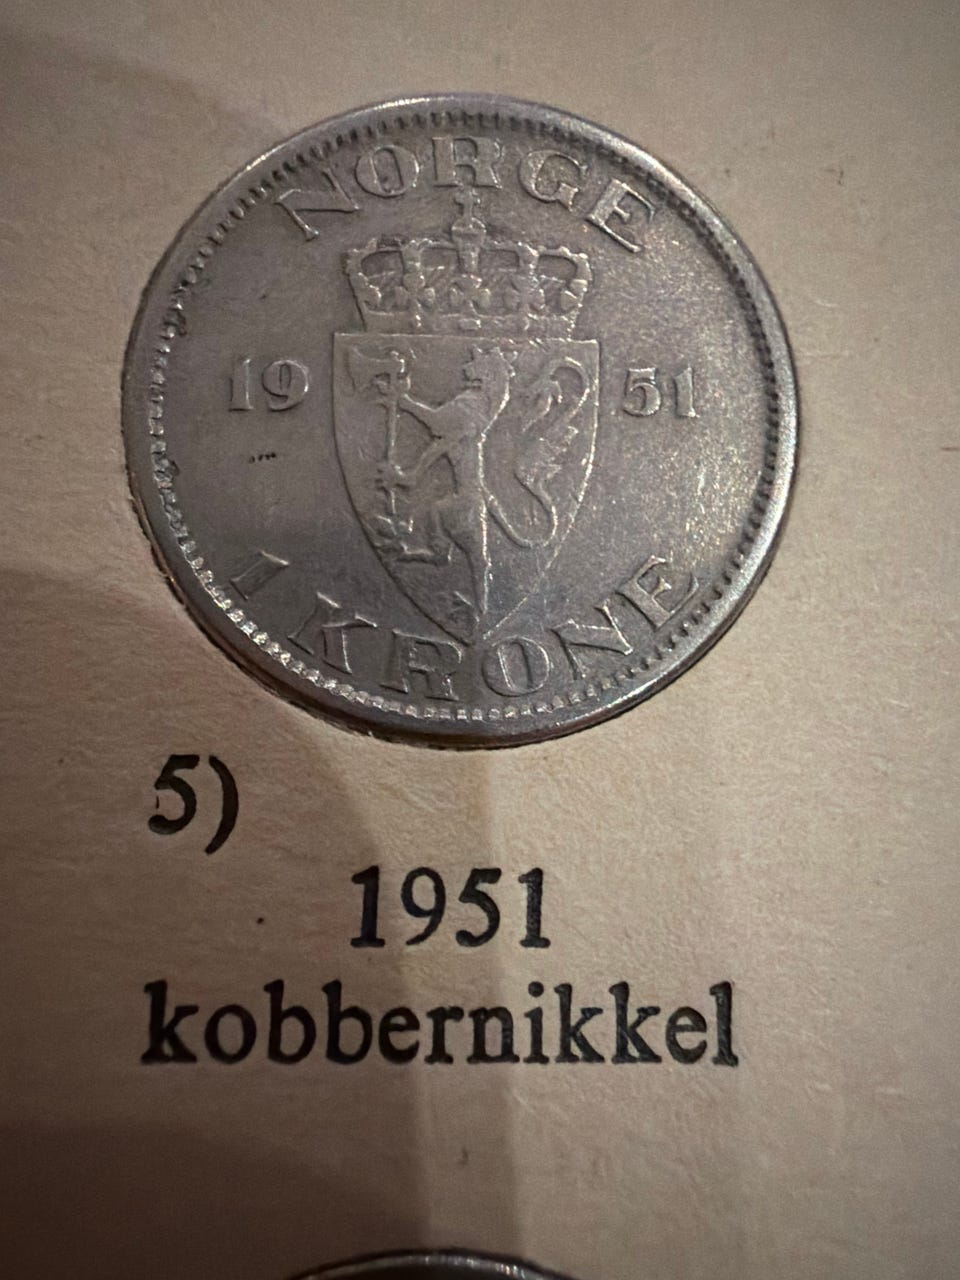 NORGE
19 51
1 KRONE
5)
1951
kobbernikkel